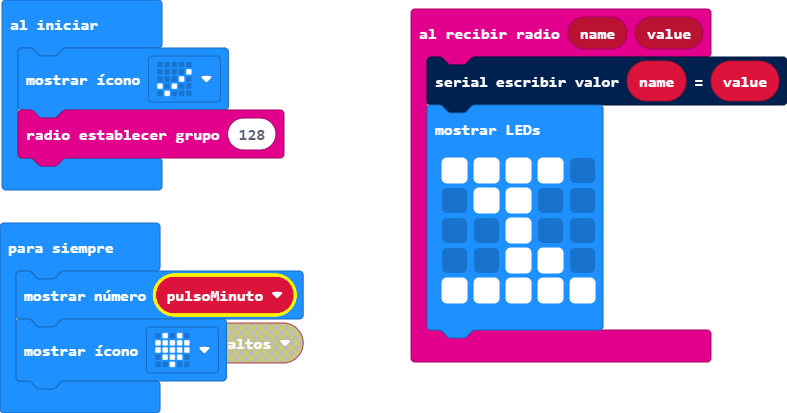 al iniciar
mostrar ícono
radio establecer grupo 128
para siempre
mostrar número pulsoMinuto
mostrar ícono
altos
al recibir radio name value
serial escribir valor name = value
mostrar LEDs